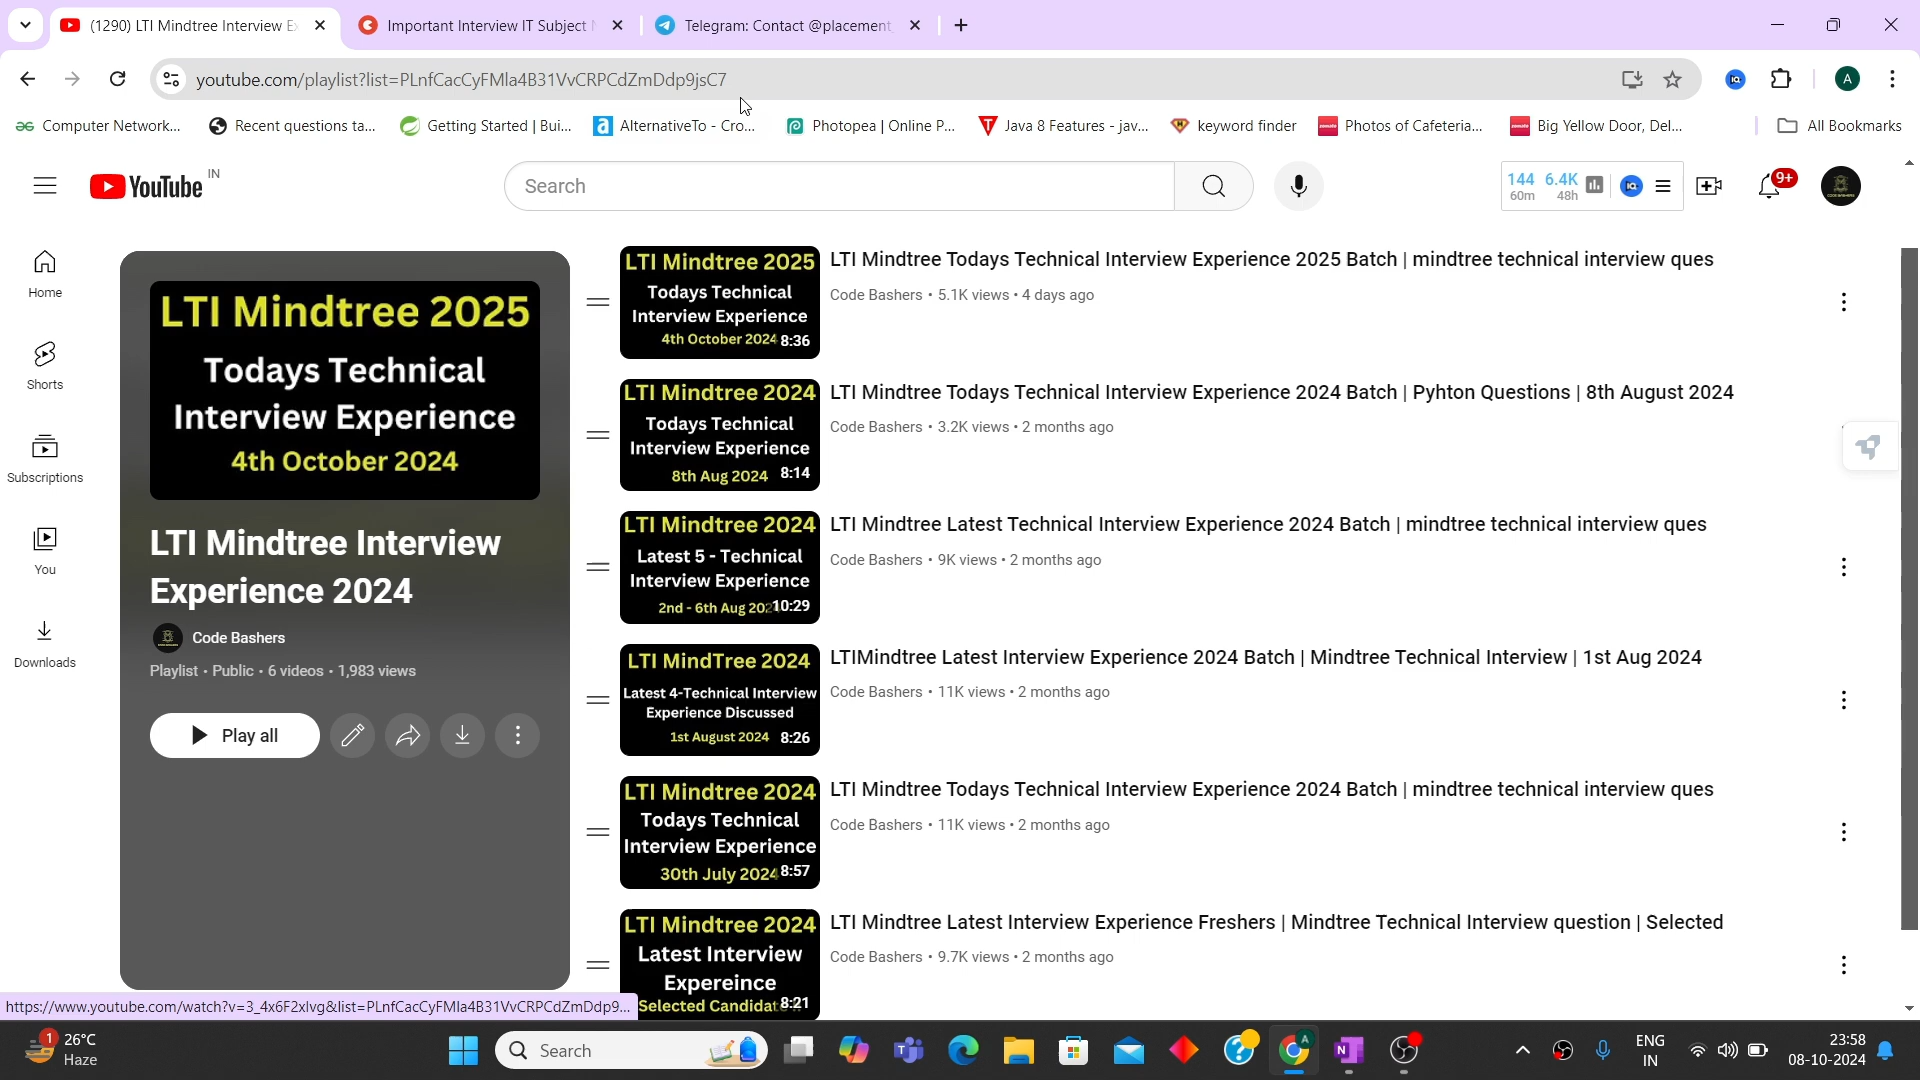 (1290) LTI Mindtree Interview Ex
Important Interview IT Subject N
Telegram: Contact @placement_
youtube.com/playlist?list=PLnfCacCyFMla4B31VvCRPCdZmDdp9jsC7
A
Computer Network...
Recent questions ta...
Getting Started | Bui...
AlternativeTo - Cro...
Photopea | Online P...
Java 8 Features - jav...
keyword finder
Photos of Cafeteria...
Big Yellow Door, Del...
All Bookmarks
YouTube IN
Search
144 6.4K
60m 48h
9+
Home
Shorts
Subscriptions
You
Downloads
LTI Mindtree 2025
Todays Technical
Interview Experience
4th October 2024
LTI Mindtree Interview
Experience 2024
Code Bashers
Playlist • Public • 6 videos • 1,983 views
Play all
LTI Mindtree 2025
Todays Technical
Interview Experience
4th October 2024 8:36
LTI Mindtree Todays Technical Interview Experience 2025 Batch | mindtree technical interview ques
Code Bashers • 5.1K views • 4 days ago
LTI Mindtree 2024
Todays Technical
Interview Experience
8th Aug 2024 8:14
LTI Mindtree Todays Technical Interview Experience 2024 Batch | Pyhton Questions | 8th August 2024
Code Bashers • 3.2K views • 2 months ago
LTI Mindtree 2024
Latest 5 - Technical
Interview Experience
2nd - 6th Aug 202 10:29
LTI Mindtree Latest Technical Interview Experience 2024 Batch | mindtree technical interview ques
Code Bashers • 9K views • 2 months ago
LTI MindTree 2024
Latest 4-Technical Interview
Experience Discussed
1st August 2024 8:26
LTIMindtree Latest Interview Experience 2024 Batch | Mindtree Technical Interview | 1st Aug 2024
Code Bashers • 11K views • 2 months ago
LTI Mindtree 2024
Todays Technical
Interview Experience
30th July 2024 8:57
LTI Mindtree Todays Technical Interview Experience 2024 Batch | mindtree technical interview ques
Code Bashers • 11K views • 2 months ago
LTI Mindtree 2024
Latest Interview
Expereince
Selected Candidat 8:21
LTI Mindtree Latest Interview Experience Freshers | Mindtree Technical Interview question | Selected
Code Bashers • 9.7K views • 2 months ago
https://www.youtube.com/watch?v=3_4x6F2xlvg&list=PLnfCacCyFMla4B31VvCRPCdZmDdp9...
1
26°C
Haze
Search
ENG
IN
23:58
08-10-2024